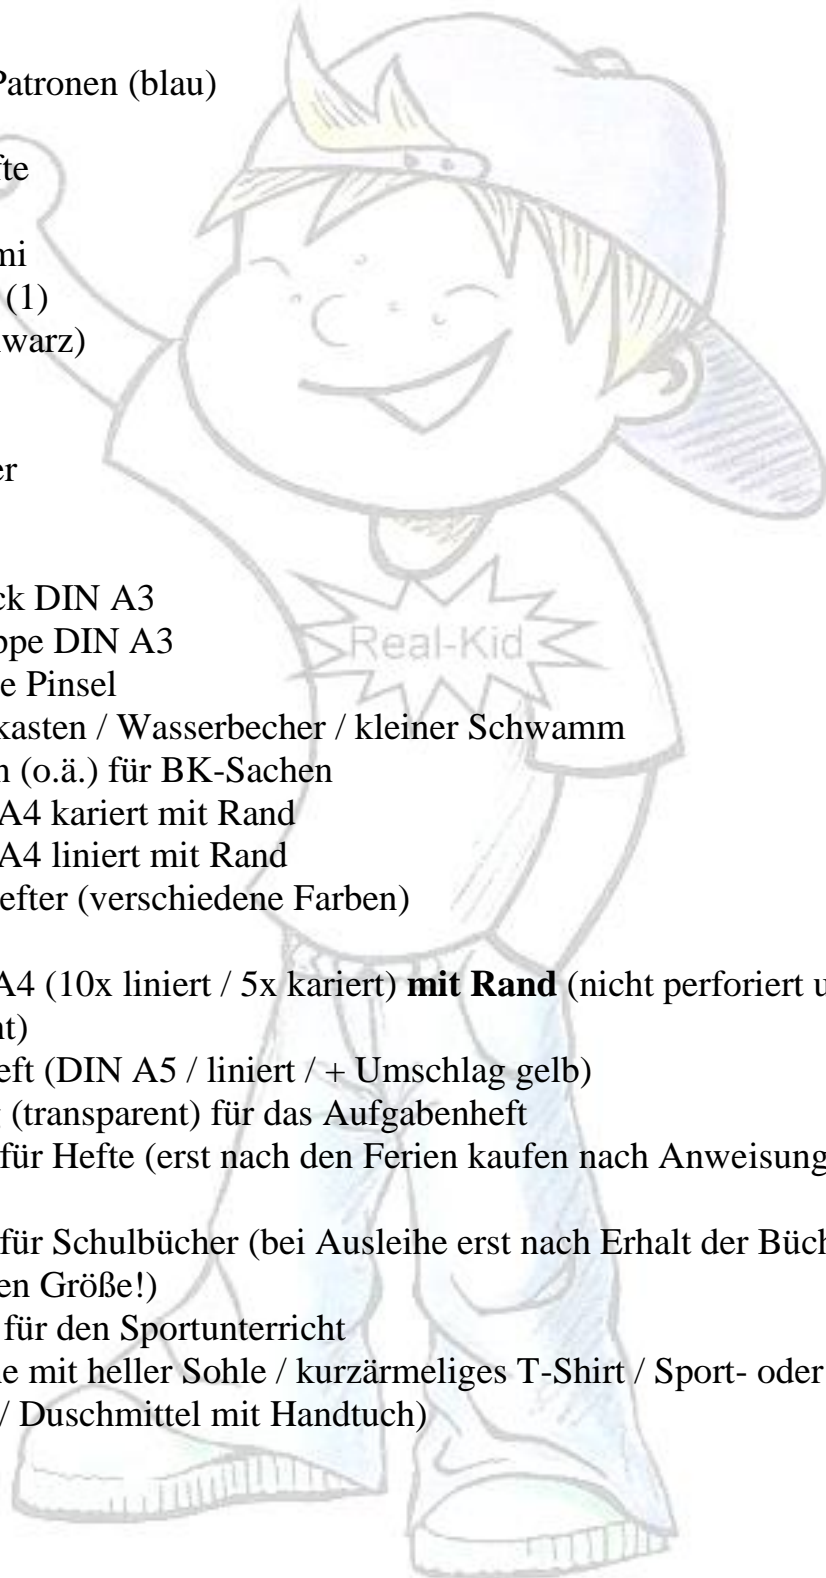 Patronen (blau)
fte
mi
(1)
warz)
er
ck DIN A3
ppe DIN A3
e Pinsel
kasten / Wasserbecher / kleiner Schwamm
n (o.ä.) für BK-Sachen
A4 kariert mit Rand
A4 liniert mit Rand
efter (verschiedene Farben)
A4 (10x liniert / 5x kariert) mit Rand (nicht perforiert u
nt)
eft (DIN A5 / liniert / + Umschlag gelb)
g (transparent) für das Aufgabenheft
für Hefte (erst nach den Ferien kaufen nach Anweisung
für Schulbücher (bei Ausleihe erst nach Erhalt der Büch
en Größe!)
für den Sportunterricht
e mit heller Sohle / kurzärmeliges T-Shirt / Sport- oder
/ Duschmittel mit Handtuch)
Real-Kid